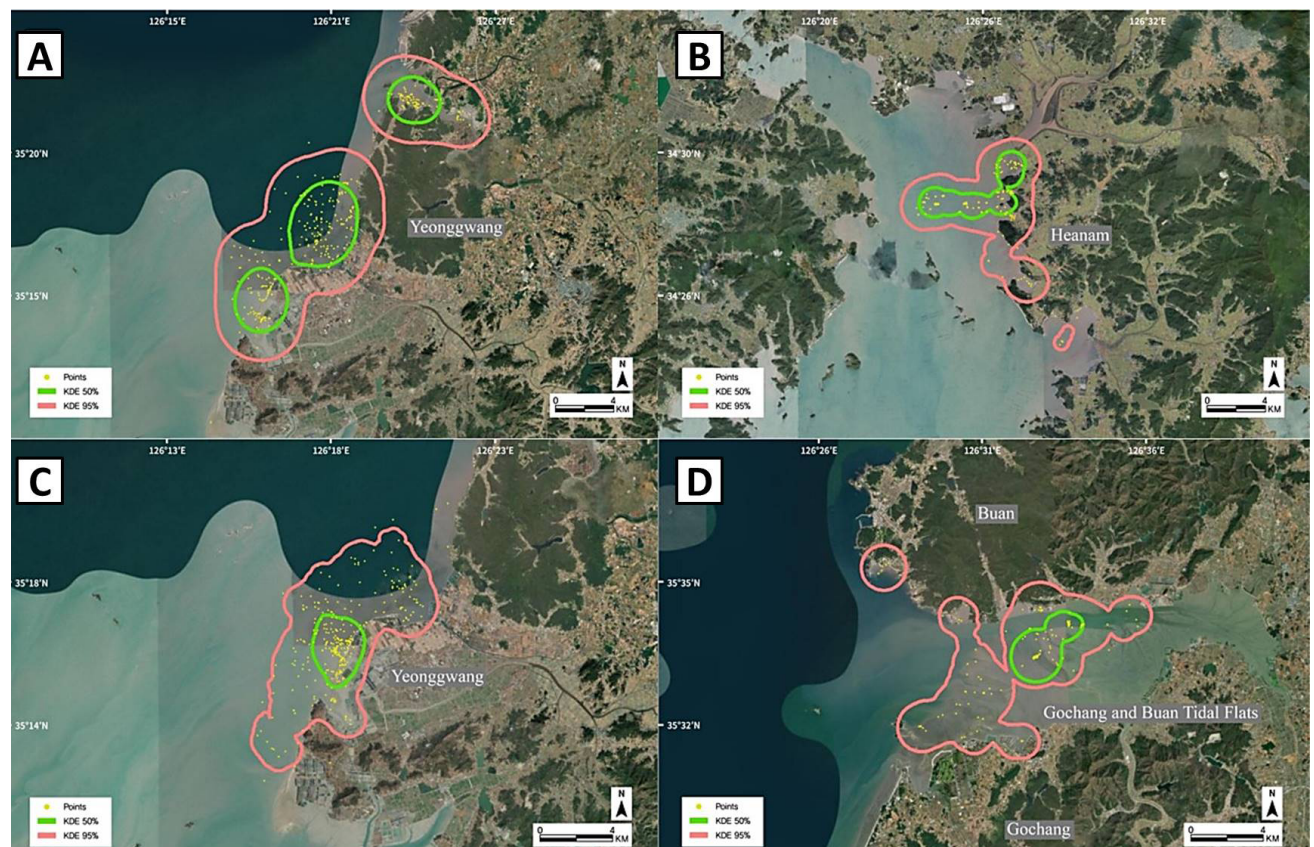 A
126°15'E
126°21'E
126°27'E
35°20'N
35°15'N
Yeonggwang
Points
KDE 50%
KDE 95%
N
0 4
KM
B
126°20'E
126°26'E
126°32'E
34°30'N
34°26'N
Heanam
Points
KDE 50%
KDE 95%
N
0 4
KM
C
126°13'E
126°18'E
126°23'E
35°18'N
35°14'N
Yeonggwang
Points
KDE 50%
KDE 95%
N
0 4
KM
D
126°26'E
126°31'E
126°36'E
35°35'N
35°32'N
Buan
Gochang and Buan Tidal Flats
Gochang
Points
KDE 50%
KDE 95%
N
0 4
KM